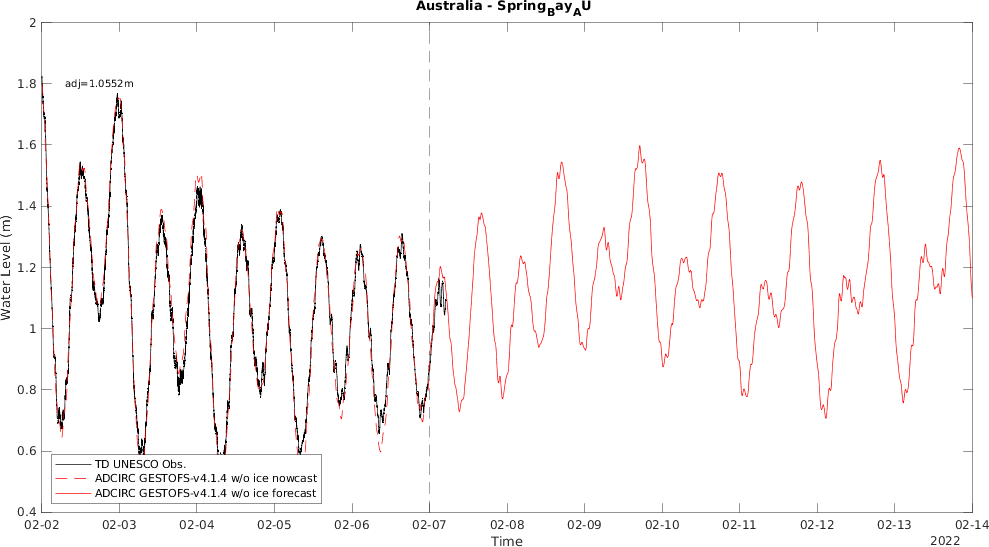 Australia - SpringBayAU
adj=1.0552m
Water Level (m)
2
1.8
1.6
1.4
1.2
1
0.8
0.6
0.4
TD UNESCO Obs.
ADCIRC GESTOFS-v4.1.4 w/o ice nowcast
ADCIRC GESTOFS-v4.1.4 w/o ice forecast
02-02 02-03 02-04 02-05 02-06 02-07 02-08 02-09 02-10 02-11 02-12 02-13 02-14
Time
2022